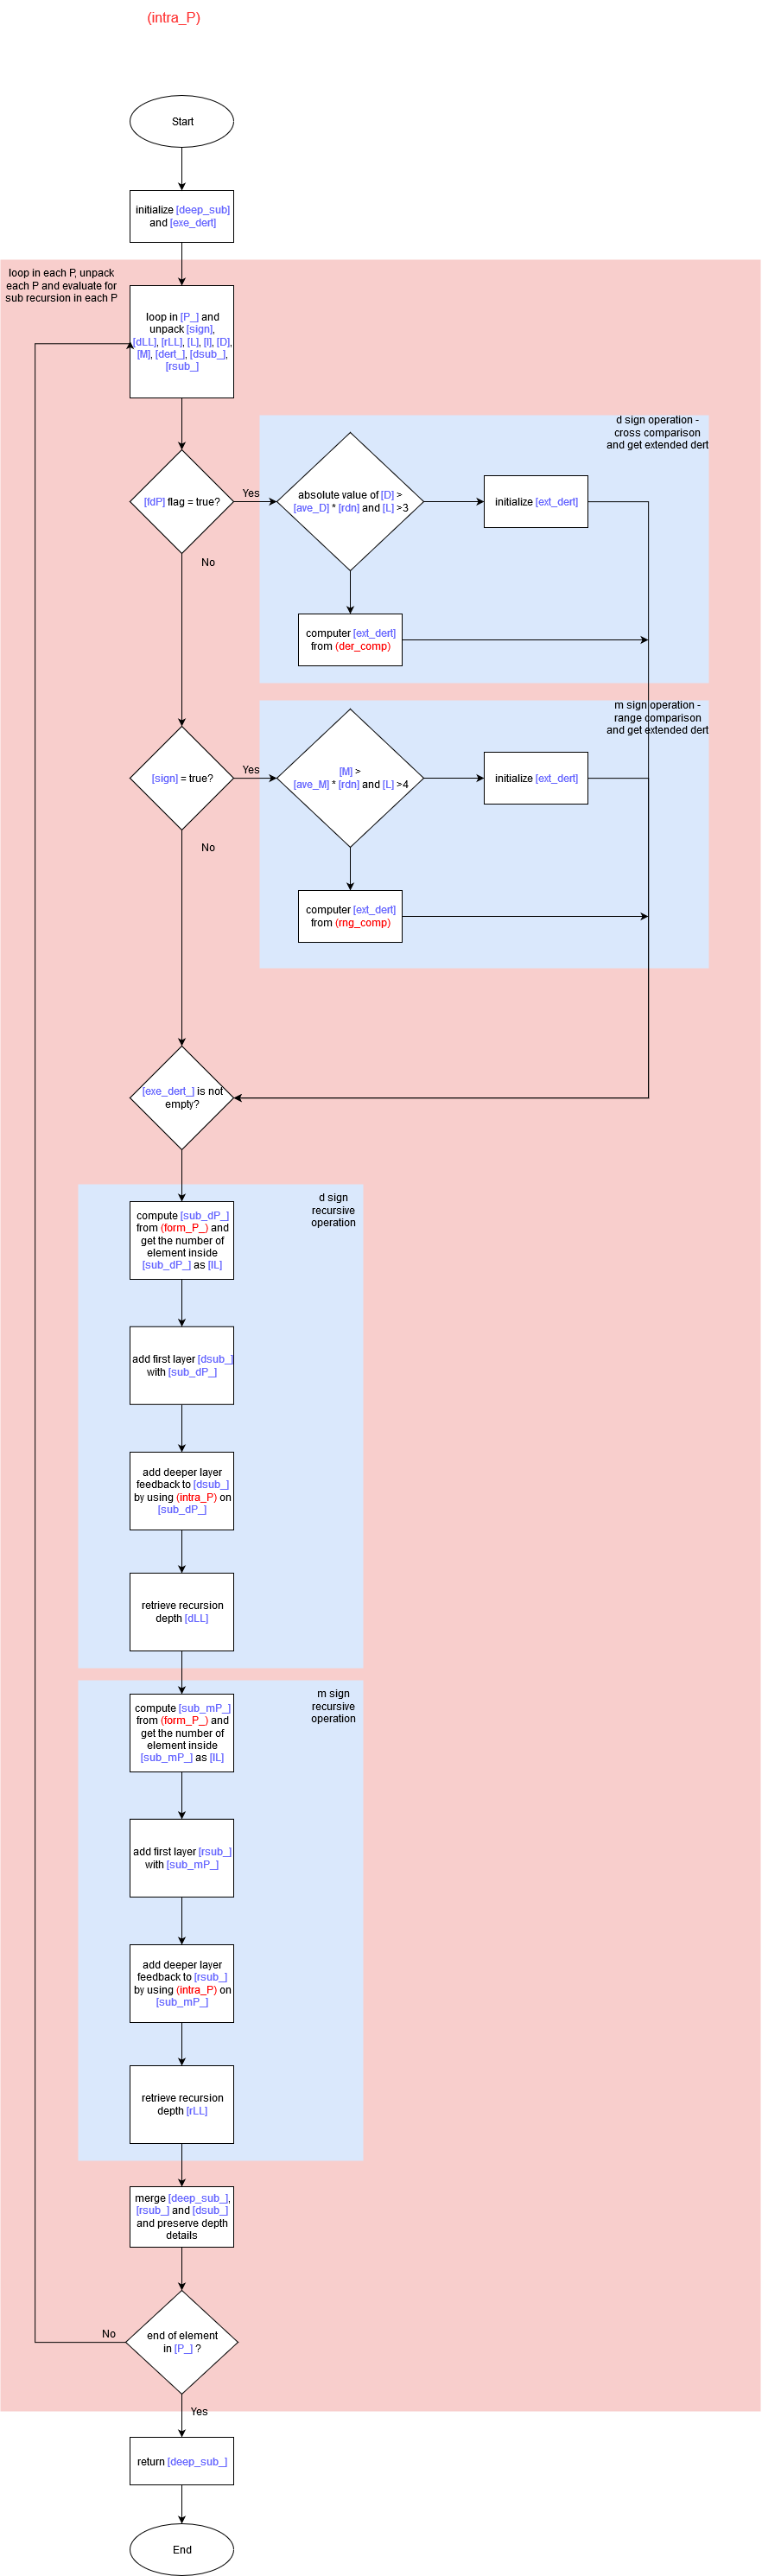 (intra_P)
Start
initialize [deep_sub]
and [exe_dert]
loop in each P, unpack
each P and evaluate for
sub recursion in each P
loop in [P_] and
unpack [sign],
[dLL], [rLL], [L], [I], [D],
[M], [dert_], [dsub_],
[rsub_]
d sign operation -
cross comparison
and get extended dert
[fdP] flag = true?
Yes
No
absolute value of [D] >
[ave_D] * [rdn] and [L] >3
initialize [ext_dert]
computer [ext_dert]
from (der_comp)
m sign operation -
range comparison
and get extended dert
[sign] = true?
Yes
No
[M] >
[ave_M] * [rdn] and [L] >4
initialize [ext_dert]
computer [ext_dert]
from (rng_comp)
[exe_dert_] is not
empty?
d sign
recursive
operation
compute [sub_dP_]
from (form_P_) and
get the number of
element inside
[sub_dP_] as [lL]
add first layer [dsub_]
with [sub_dP_]
add deeper layer
feedback to [dsub_]
by using (intra_P) on
[sub_dP_]
retrieve recursion
depth [dLL]
m sign
recursive
operation
compute [sub_mP_]
from (form_P_) and
get the number of
element inside
[sub_mP_] as [lL]
add first layer [rsub_]
with [sub_mP_]
add deeper layer
feedback to [rsub_]
by using (intra_P) on
[sub_mP_]
retrieve recursion
depth [rLL]
merge [deep_sub_],
[rsub_] and [dsub_]
and preserve depth
details
end of element
in [P_] ?
No
Yes
return [deep_sub_]
End